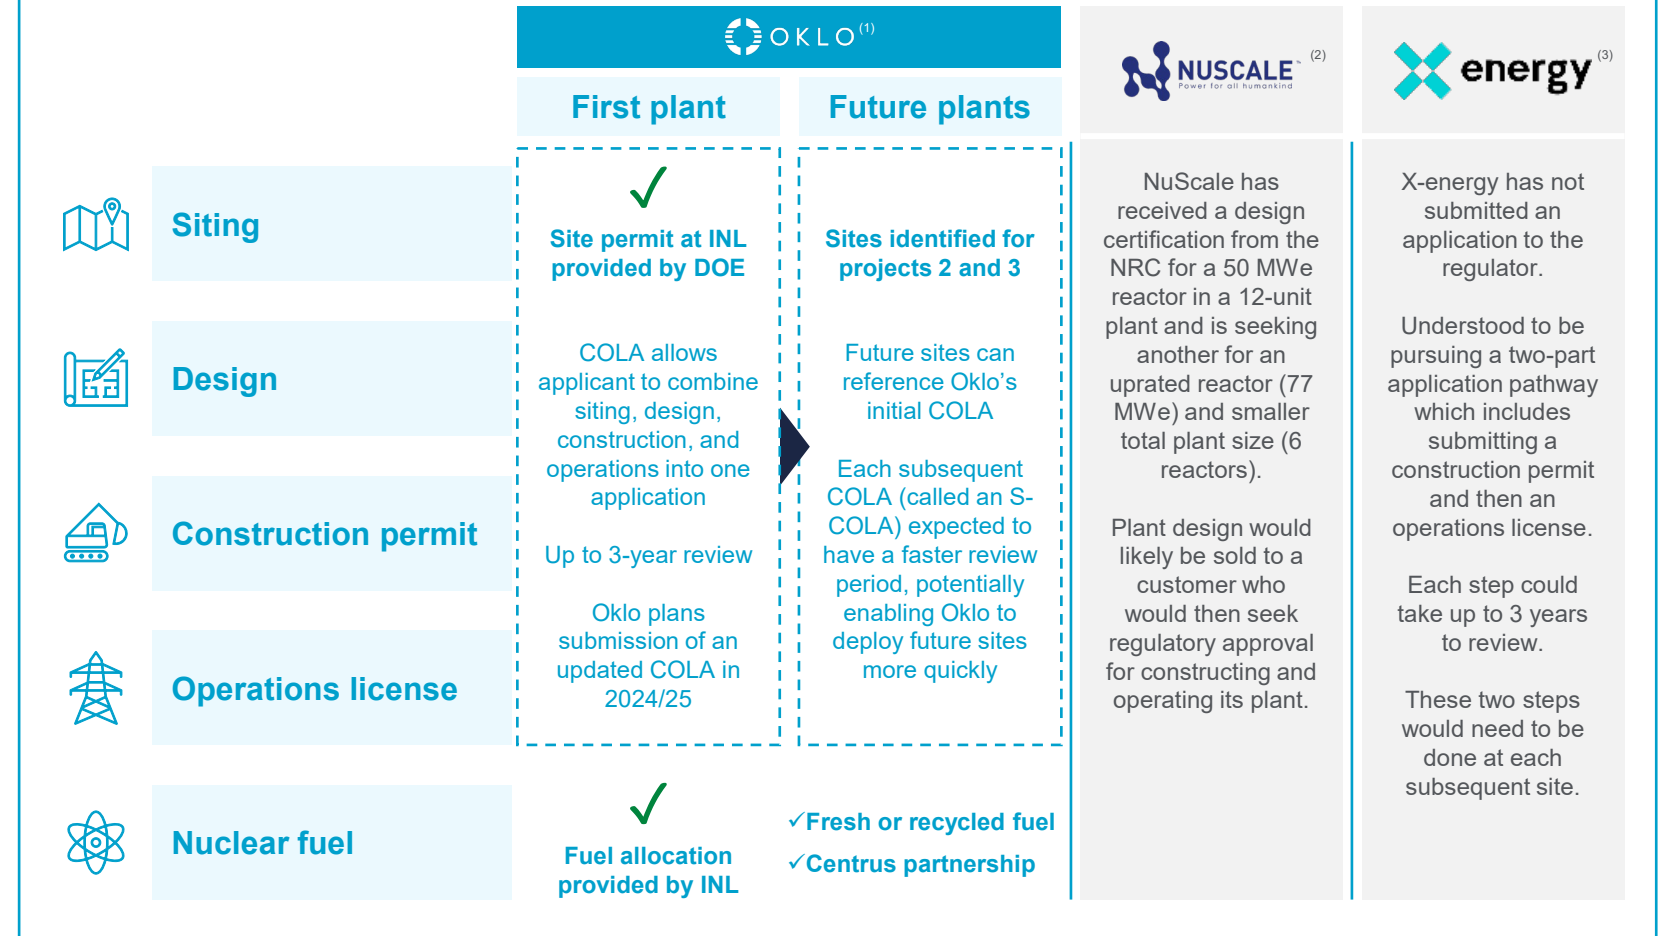 OKLO (1)
First plant
Future plants
NUSCALE™ (2)
Power for all humankind
energy (3)
Siting
Design
Construction permit
Operations license
Nuclear fuel
Site permit at INL
provided by DOE
COLA allows
applicant to combine
siting, design,
construction, and
operations into one
application
Up to 3-year review
Oklo plans
submission of an
updated COLA in
2024/25
Fuel allocation
provided by INL
Sites identified for
projects 2 and 3
Future sites can
reference Oklo’s
initial COLA
Each subsequent
COLA (called an S-
COLA) expected to
have a faster review
period, potentially
enabling Oklo to
deploy future sites
more quickly
✓Fresh or recycled fuel
✓Centrus partnership
NuScale has
received a design
certification from the
NRC for a 50 MWe
reactor in a 12-unit
plant and is seeking
another for an
uprated reactor (77
MWe) and smaller
total plant size (6
reactors).
Plant design would
likely be sold to a
customer who
would then seek
regulatory approval
for constructing and
operating its plant.
X-energy has not
submitted an
application to the
regulator.
Understood to be
pursuing a two-part
application pathway
which includes
submitting a
construction permit
and then an
operations license.
Each step could
take up to 3 years
to review.
These two steps
would need to be
done at each
subsequent site.